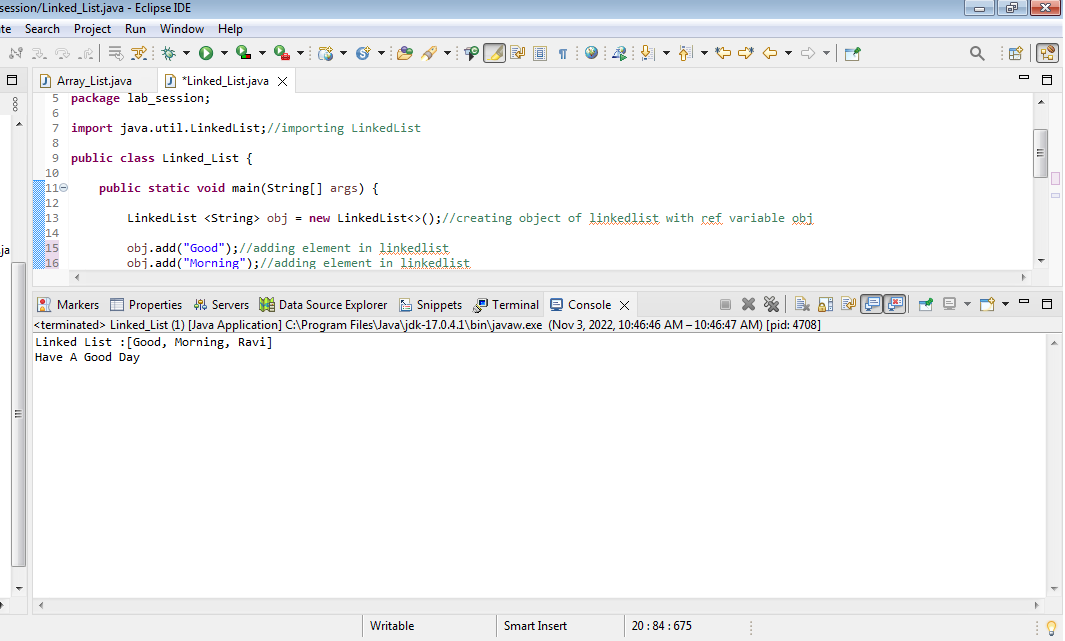 session/Linked_List.java - Eclipse IDE
te Search Project Run Window Help
Array_List.java *Linked_List.java
5 package lab_session;
6
7 import java.util.LinkedList;//importing LinkedList
8
9 public class Linked_List {
10
11 public static void main(String[] args) {
12
13 LinkedList <String> obj = new LinkedList<>();//creating object of linkedlist with ref variable obj
14
15 obj.add("Good");//adding element in linkedlist
16 obj.add("Morning");//adding element in linkedlist
.ja
Markers Properties Servers Data Source Explorer Snippets Terminal Console
<terminated> Linked_List (1) [Java Application] C:\Program Files\Java\jdk-17.0.4.1\bin\javaw.exe (Nov 3, 2022, 10:46:46 AM – 10:46:47 AM) [pid: 4708]
Linked List :[Good, Morning, Ravi]
Have A Good Day
Writable Smart Insert 20 : 84 : 675